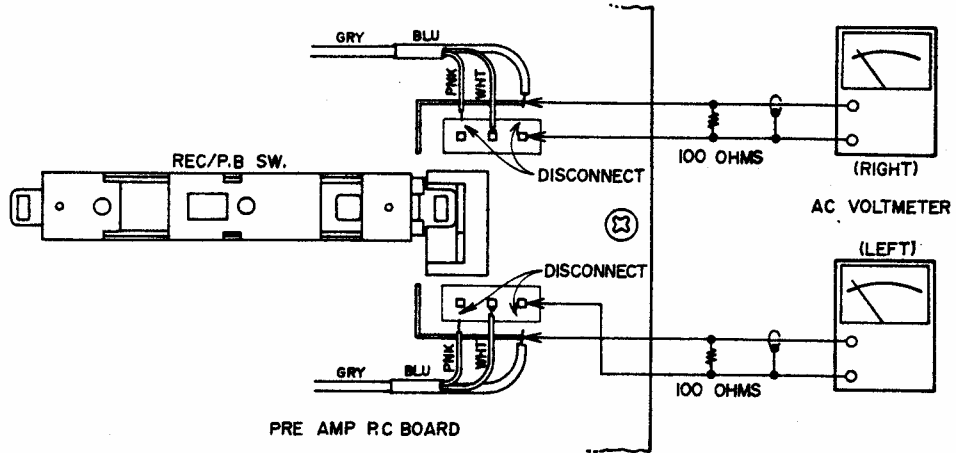 GRY
BLU
PNK
WHT
REC/P.B SW.
DISCONNECT
100 OHMS
(RIGHT)
AC VOLTMETER
(LEFT)
DISCONNECT
PNK
WHT
GRY
BLU
100 OHMS
PRE AMP P.C BOARD